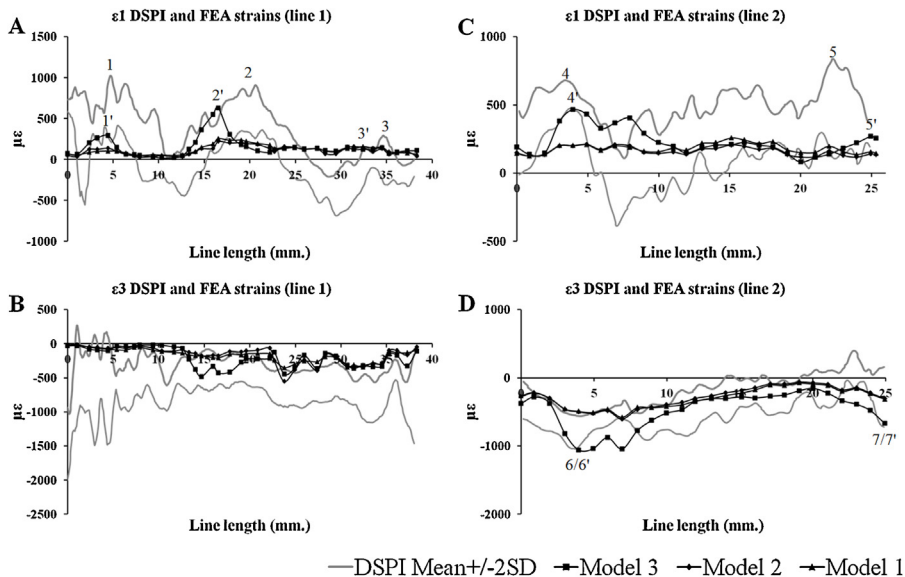 ε1 DSPI and FEA strains (line 1)
A
1500
1000
500
0
-500
-1000
με
1
1'
2'
2
3'
3
0 5 10 15 20 25 30 35 40
Line length (mm.)
ε1 DSPI and FEA strains (line 2)
C
1000
500
0
-500
με
4
4'
5
5'
0 5 10 15 20 25
Line length (mm.)
ε3 DSPI and FEA strains (line 1)
B
500
0
-500
-1000
-1500
-2000
-2500
με
0 5 10 15 20 25 30 35 40
Line length (mm.)
ε3 DSPI and FEA strains (line 2)
D
1000
0
-1000
-2000
με
0 5 10 15 20 25
6/6'
7/7'
Line length (mm.)
DSPI Mean+/-2SD Model 3 Model 2 Model 1